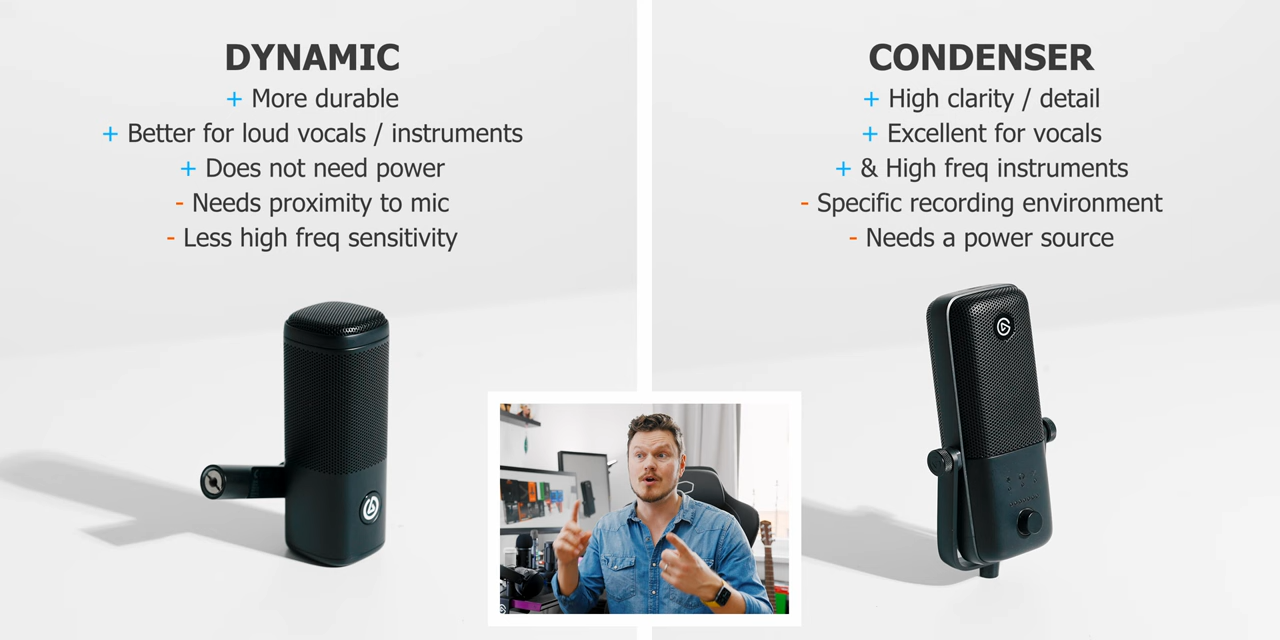 DYNAMIC
+ More durable
+ Better for loud vocals / instruments
+ Does not need power
- Needs proximity to mic
- Less high freq sensitivity
CONDENSER
+ High clarity / detail
+ Excellent for vocals
+ & High freq instruments
- Specific recording environment
- Needs a power source